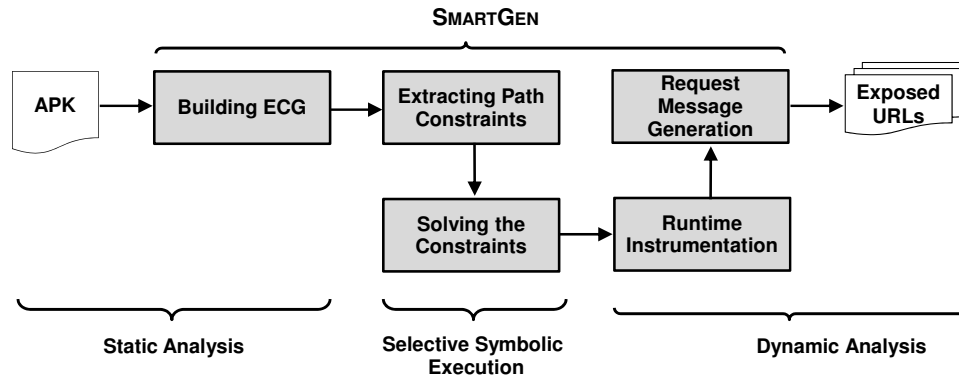 SMARTGEN
APK
Building ECG
Extracting Path
Constraints
Request
Message
Generation
Exposed
URLs
Solving the
Constraints
Runtime
Instrumentation
Static Analysis
Selective Symbolic
Execution
Dynamic Analysis